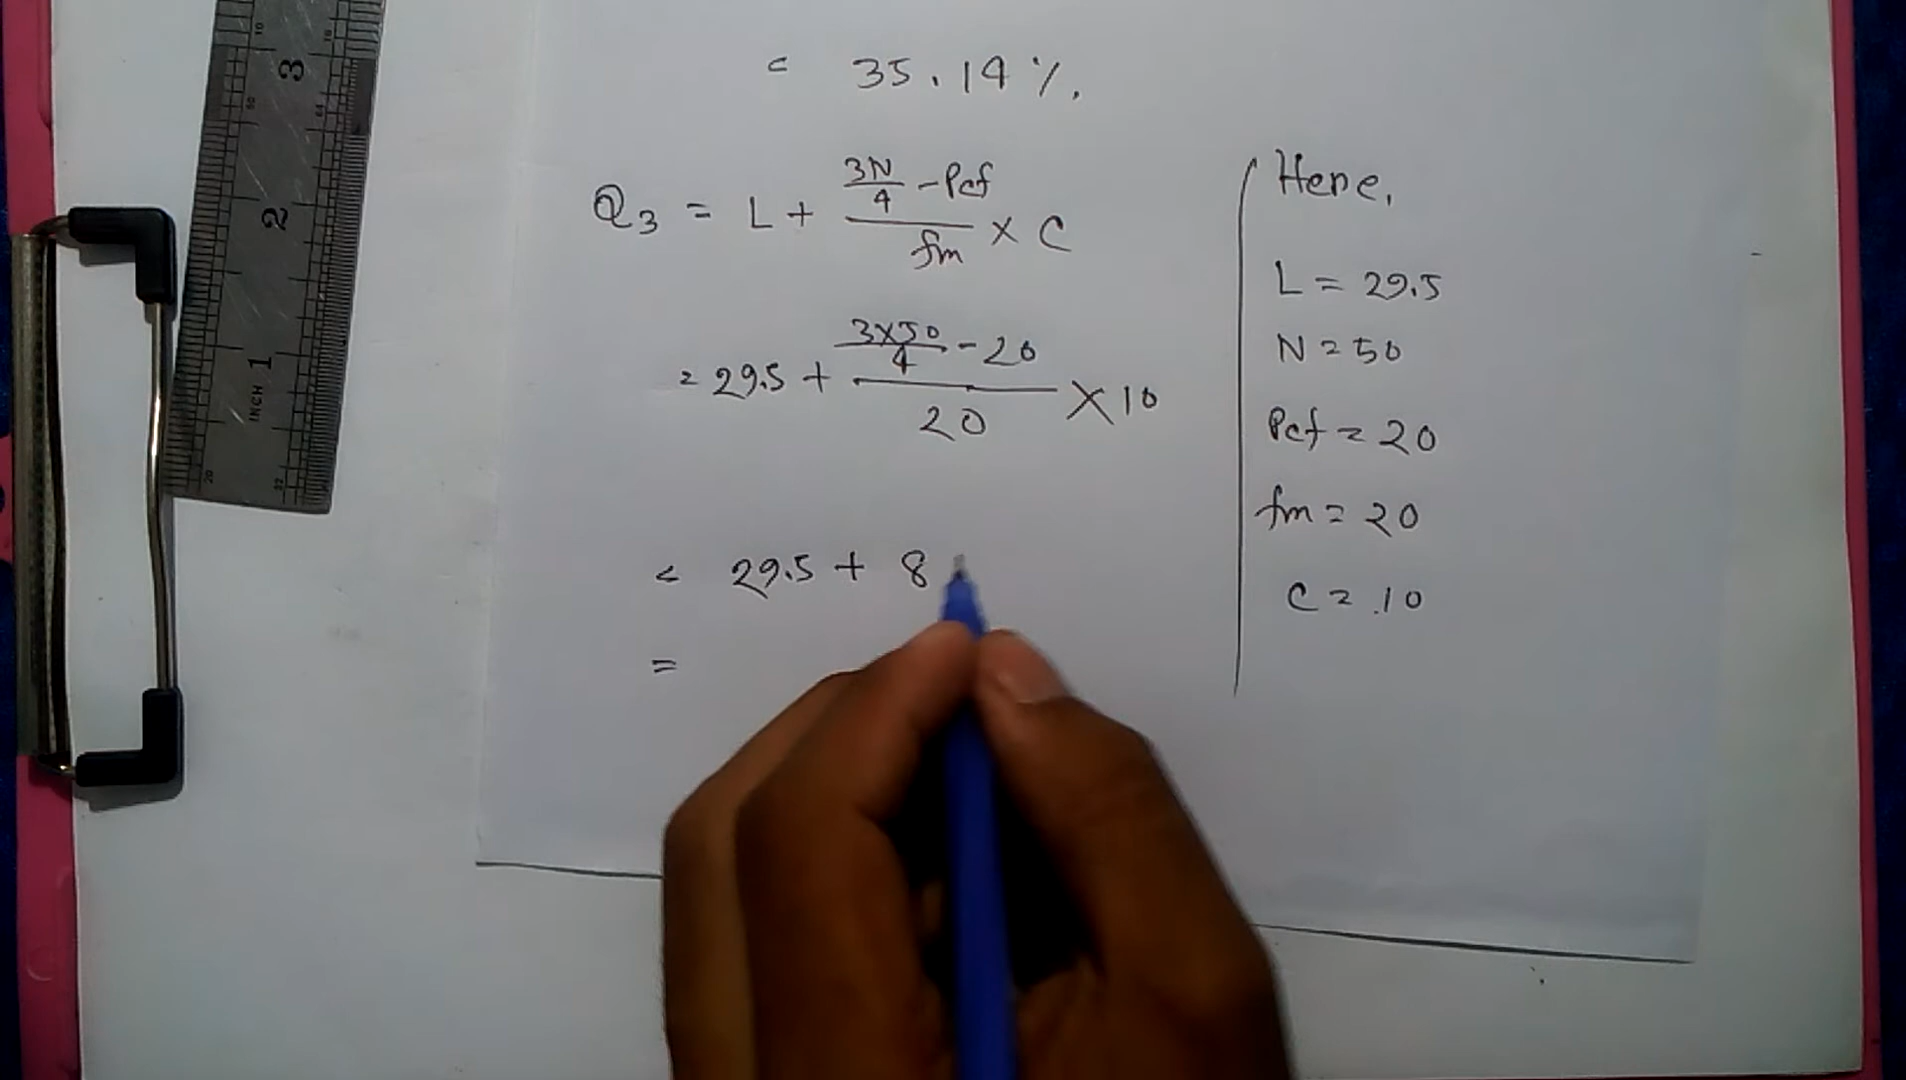 = 35.14%.
Q3 = L + (3N/4 - Pcf)/fm × C
= 29.5 + (3×50/4 - 20)/20 × 10
= 29.5 + 8
=
Here,
L = 29.5
N = 50
Pcf = 20
fm = 20
C = 10
3
2
1
INCH